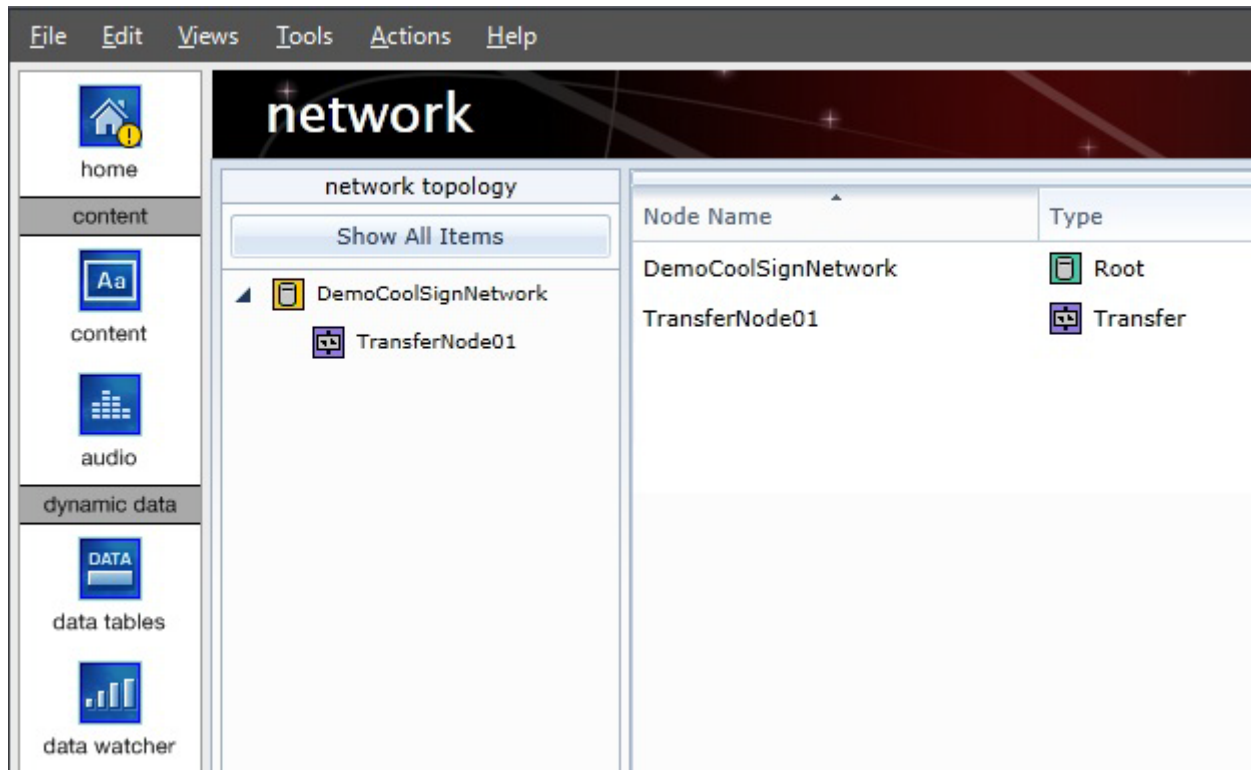 File Edit Views Tools Actions Help
home
content
Aa
content
audio
dynamic data
DATA
data tables
data watcher
network
network topology
Show All Items
DemoCoolSignNetwork
TransferNode01
Node Name Type
DemoCoolSignNetwork Root
TransferNode01 Transfer